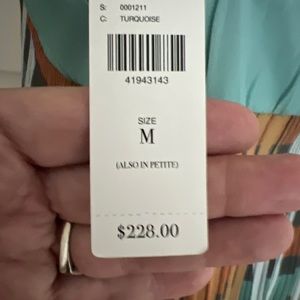 S: 0001211
C: TURQUOISE
41943143
SIZE
M
(ALSO IN PETITE)
$228.00